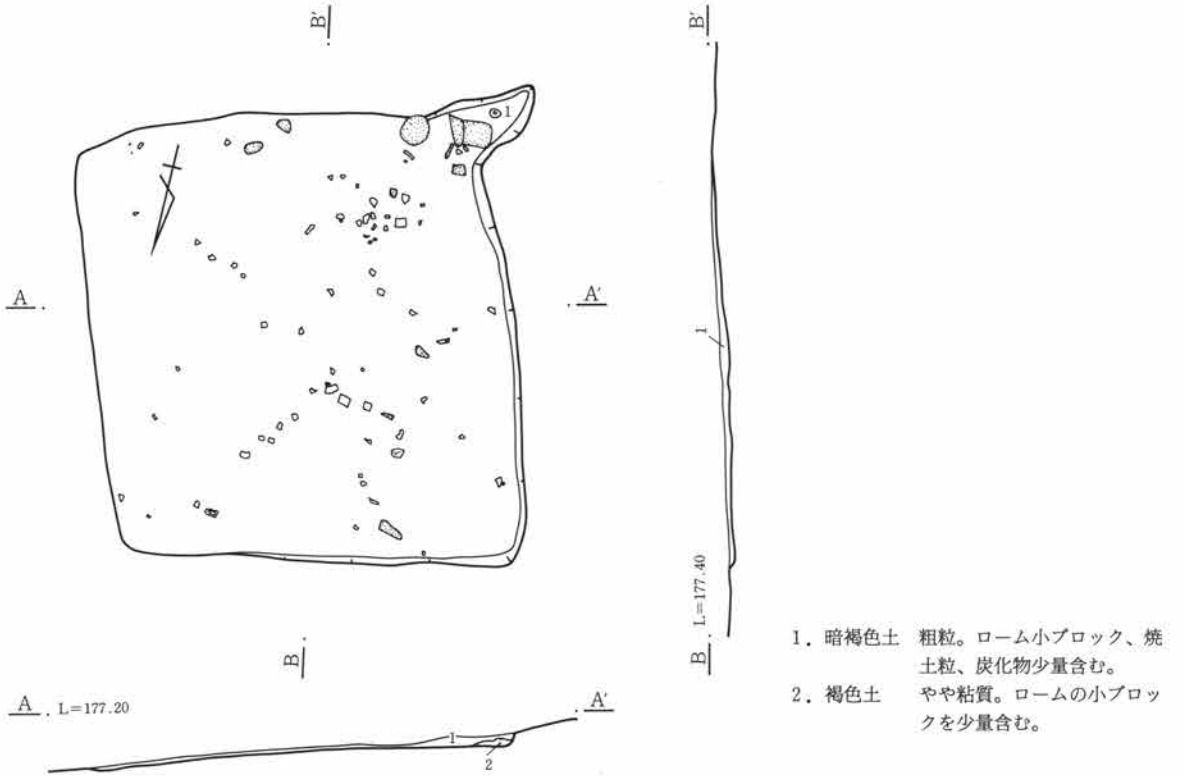 B'
B'
1
A
A'
1
L=177.40
B
B
A
L=177.20
A'
1
2
1．暗褐色土　粗粒。ローム小ブロック、焼
土粒、炭化物少量含む。
2．褐色土　やや粘質。ロームの小ブロッ
クを少量含む。